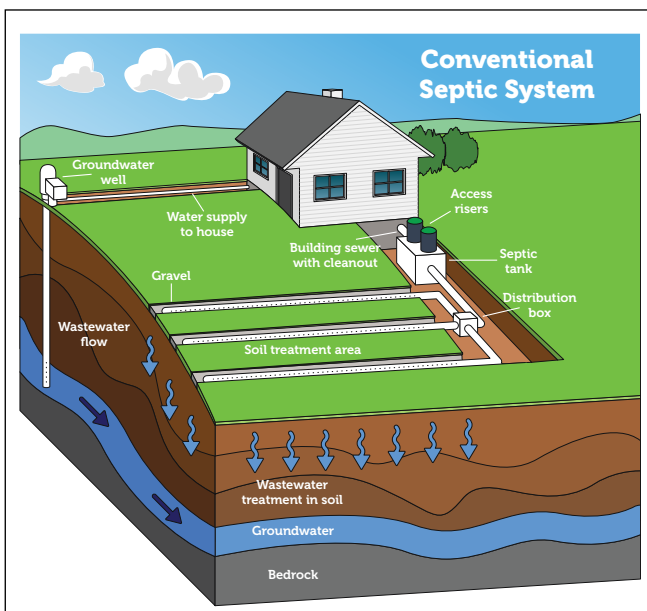 Conventional
Septic System
Groundwater
well
Access
risers
Water supply
to house
Building sewer
with cleanout
Septic
tank
Gravel
Distribution
box
Wastewater
flow
Soil treatment area
Wastewater
treatment in soil
Groundwater
Bedrock